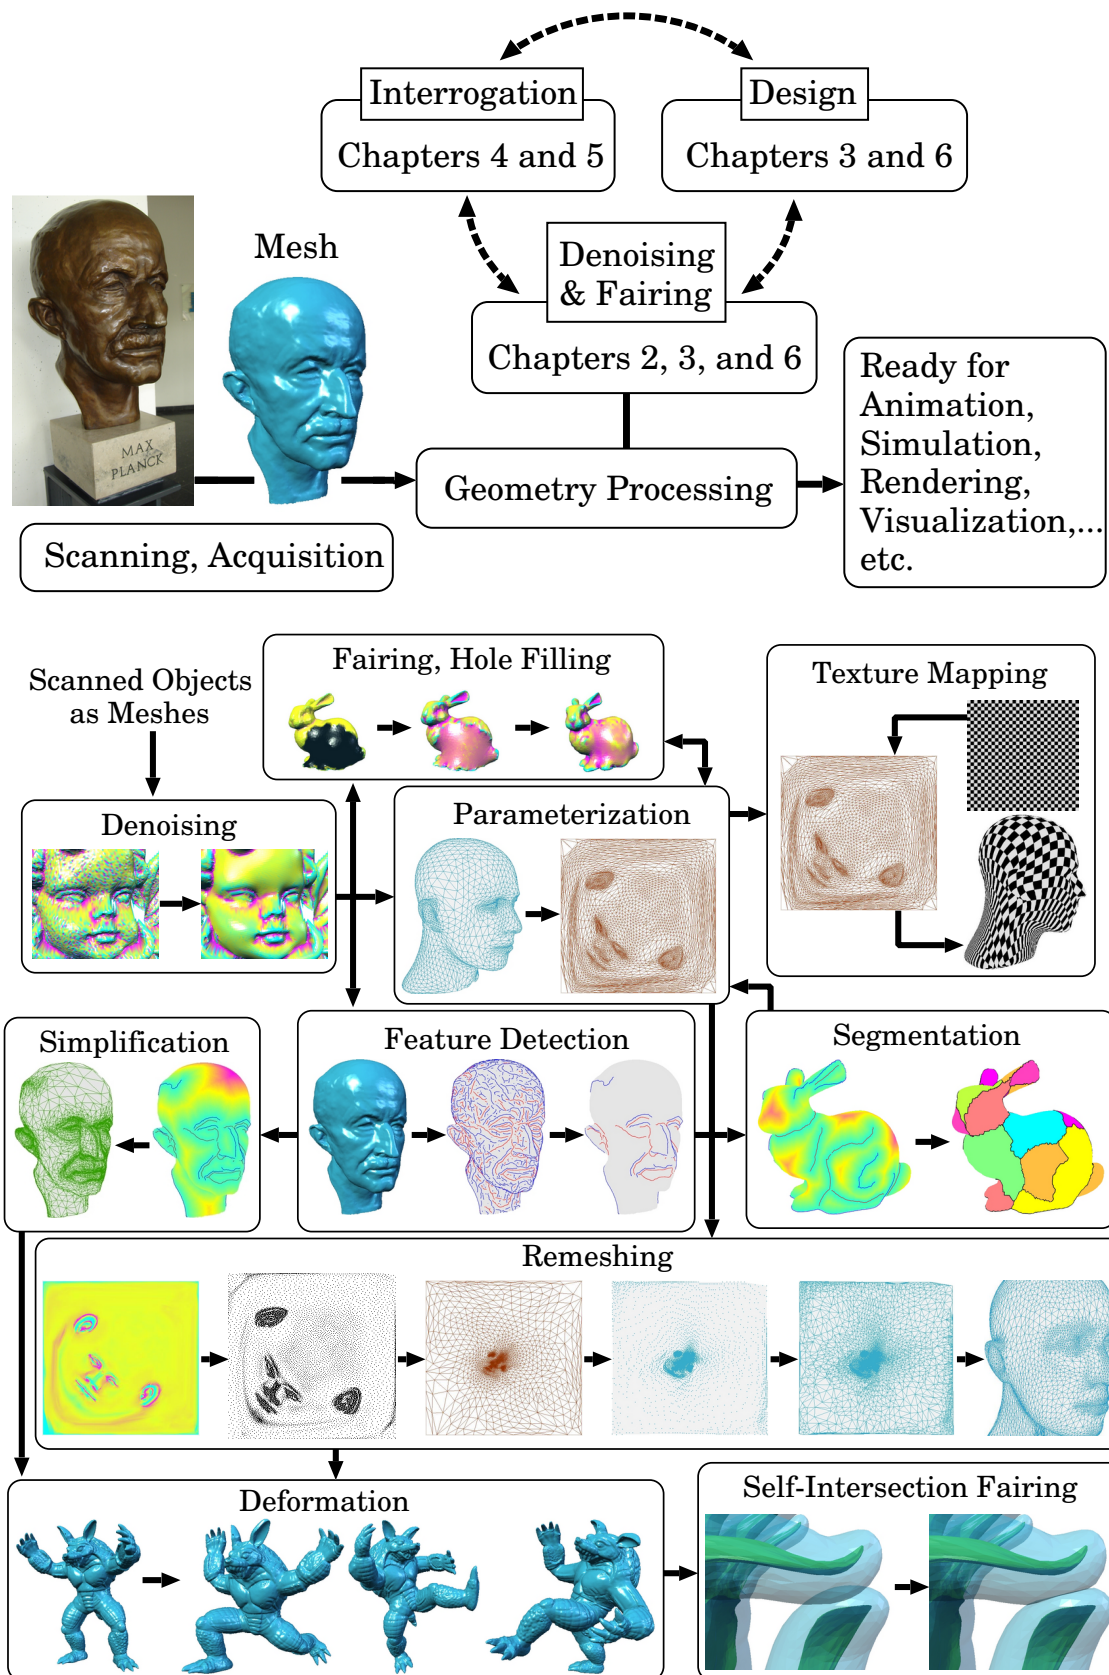 Interrogation
Design
Chapters 4 and 5
Chapters 3 and 6
Mesh
Denoising
& Fairing
Chapters 2, 3, and 6
MAX
PLANCK
Ready for
Animation,
Simulation,
Rendering,
Visualization,...
etc.
Geometry Processing
Scanning, Acquisition
Scanned Objects
as Meshes
Fairing, Hole Filling
Texture Mapping
Denoising
Parameterization
Simplification
Feature Detection
Segmentation
Remeshing
Deformation
Self-Intersection Fairing